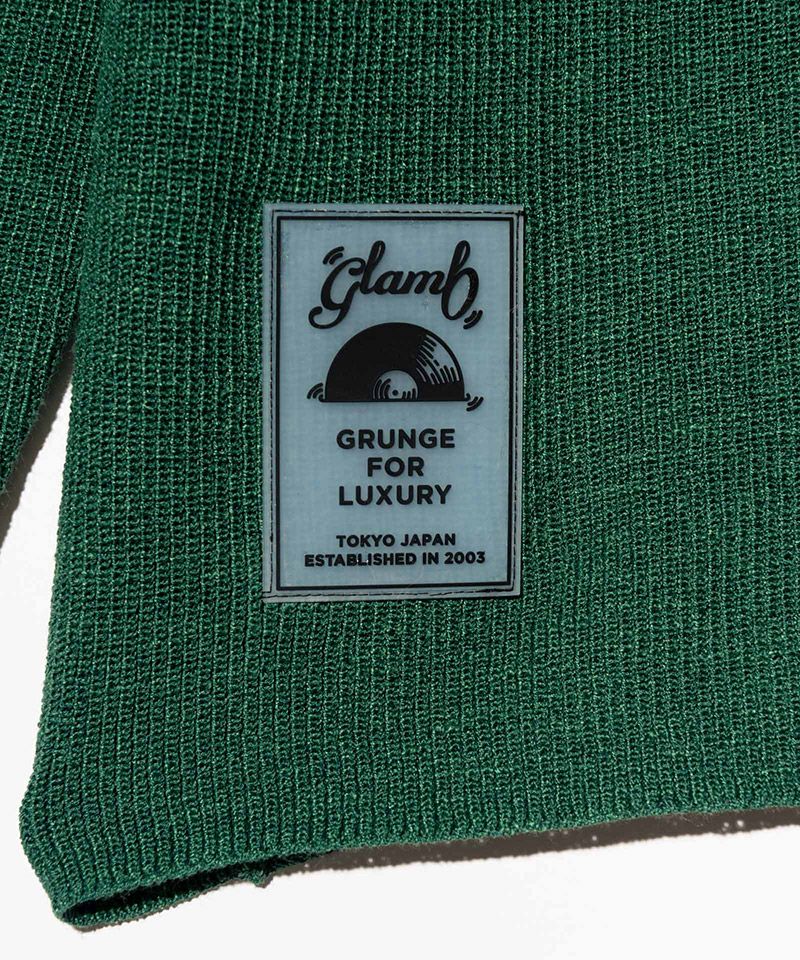 glamb
GRUNGE
FOR
LUXURY
TOKYO JAPAN
ESTABLISHED IN 2003